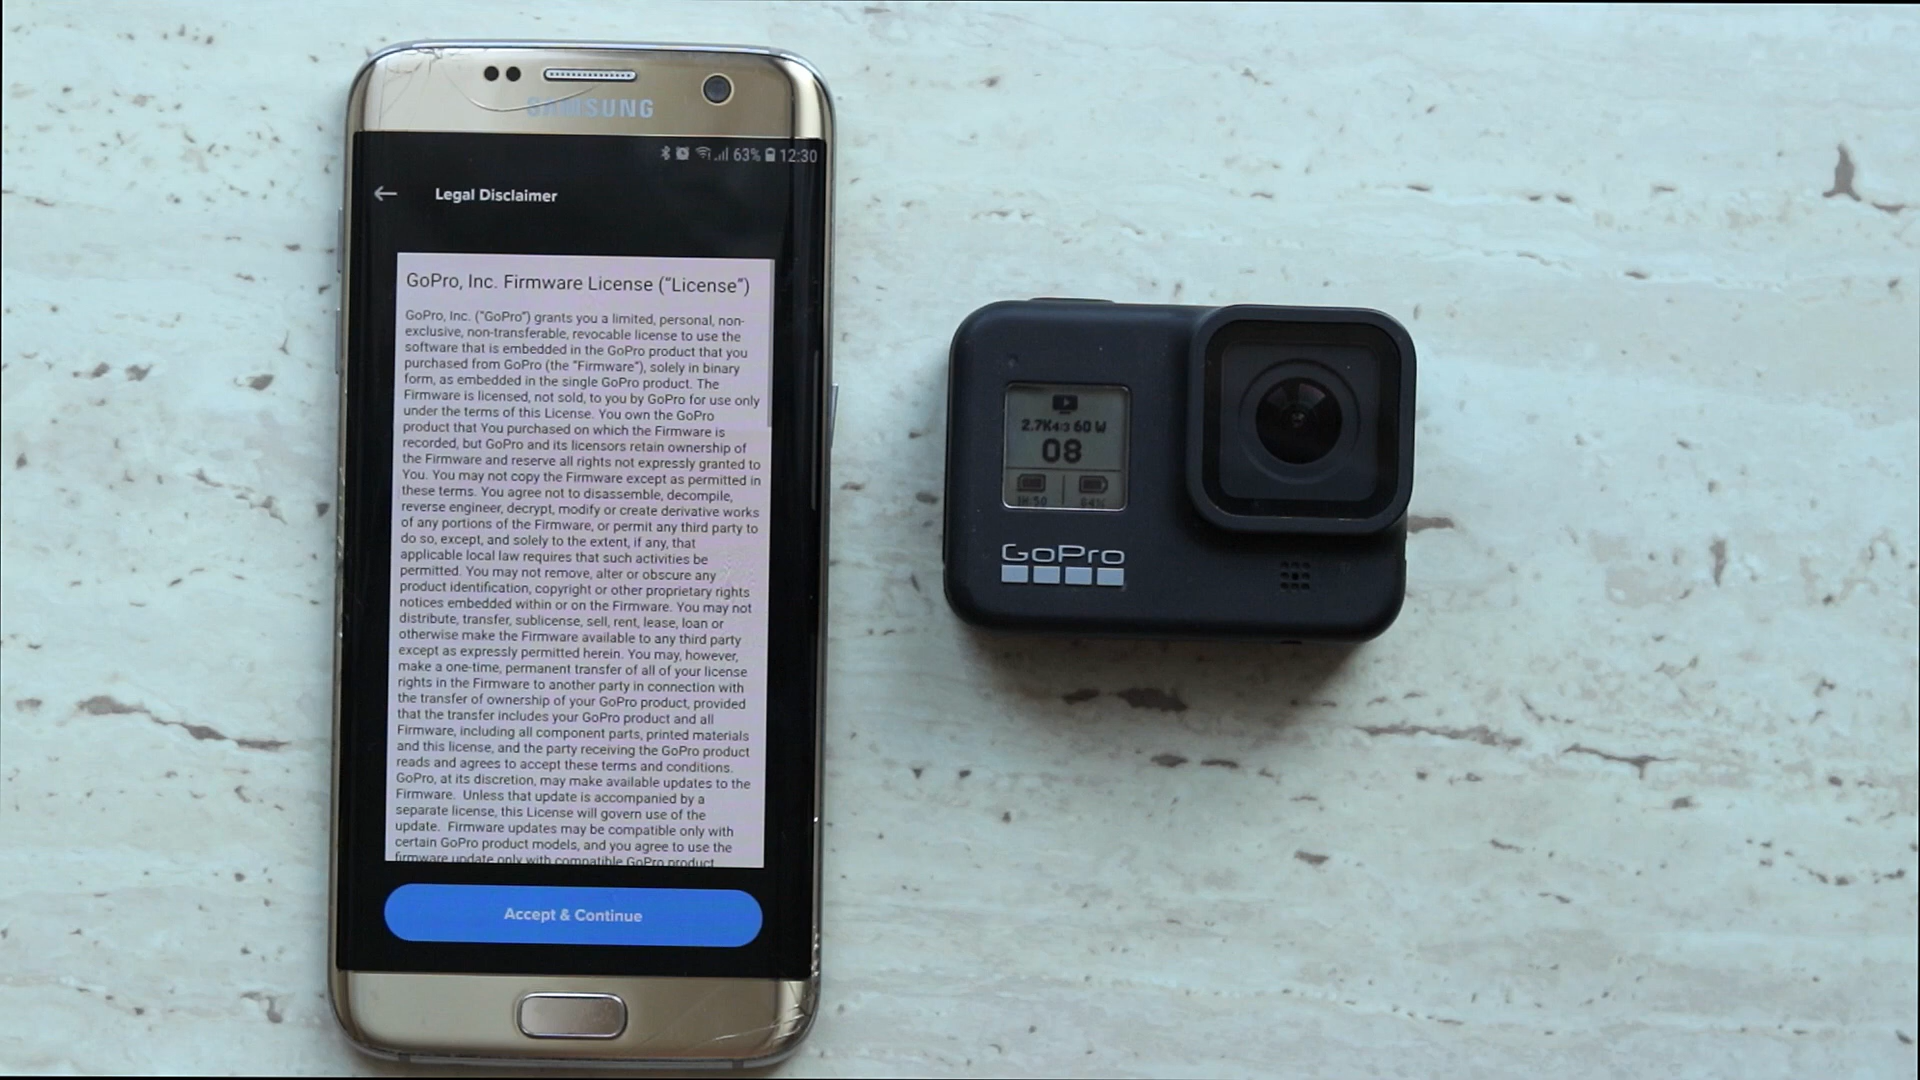 SAMSUNG
63% 12:30
Legal Disclaimer
GoPro, Inc. Firmware License (“License”)
GoPro, Inc. (“GoPro”) grants you a limited, personal, non-
exclusive, non-transferable, revocable license to use the
software that is embedded in the GoPro product that you
purchased from GoPro (the “Firmware”), solely in binary
form, as embedded in the single GoPro product. The
Firmware is licensed, not sold, to you by GoPro for use only
under the terms of this License. You own the GoPro
product that You purchased on which the Firmware is
recorded, but GoPro and its licensors retain ownership of
the Firmware and reserve all rights not expressly granted to
You. You may not copy the Firmware except as permitted in
these terms. You agree not to disassemble, decompile,
reverse engineer, decrypt, modify or create derivative works
of any portions of the Firmware, or permit any third party to
do so, except, and solely to the extent, if any, that
applicable local law requires that such activities be
permitted. You may not remove, alter or obscure any
product identification, copyright or other proprietary rights
notices embedded within or on the Firmware. You may not
distribute, transfer, sublicense, sell, rent, lease, loan or
otherwise make the Firmware available to any third party
except as expressly permitted herein. You may, however,
make a one-time, permanent transfer of all of your license
rights in the Firmware to another party in connection with
the transfer of ownership of your GoPro product, provided
that the transfer includes your GoPro product and all
Firmware, including all component parts, printed materials
and this license, and the party receiving the GoPro product
reads and agrees to accept these terms and conditions.
GoPro, at its discretion, may make available updates to the
Firmware.  Unless that update is accompanied by a
separate license, this License will govern use of the
update.  Firmware updates may be compatible only with
certain GoPro product models, and you agree to use the
firmware update only with compatible GoPro product
Accept & Continue
2.7K4:3 60 W
08
1H:50 64%
GoPro